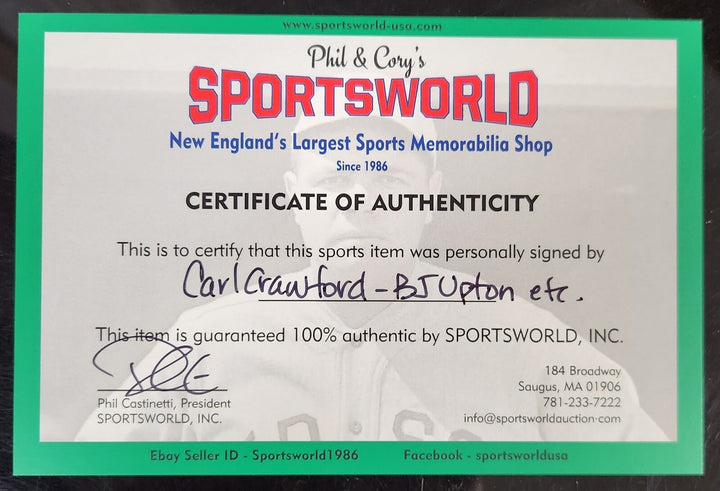 www.sportsworld-usa.com
Phil & Cory's
SPORTSWORLD
New England's Largest Sports Memorabilia Shop
Since 1986
CERTIFICATE OF AUTHENTICITY
This is to certify that this sports item was personally signed by
Carl Crawford - BJ Upton etc.
This item is guaranteed 100% authentic by SPORTSWORLD, INC.
Phil Castinetti, President
SPORTSWORLD, INC.
184 Broadway
Saugus, MA 01906
781-233-7222
info@sportsworldauction.com
Ebay Seller ID - Sportsworld1986 Facebook - sportsworldusa